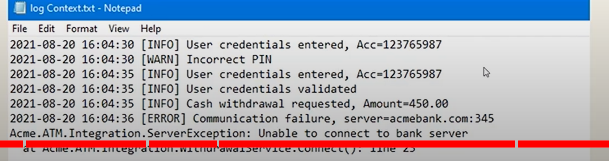 log Context.txt - Notepad
File Edit Format View Help
2021-08-20 16:04:30 [INFO] User credentials entered, Acc=123765987
2021-08-20 16:04:30 [WARN] Incorrect PIN
2021-08-20 16:04:35 [INFO] User credentials entered, Acc=123765987
2021-08-20 16:04:35 [INFO] User credentials validated
2021-08-20 16:04:35 [INFO] Cash withdrawal requested, Amount=450.00
2021-08-20 16:04:36 [ERROR] Communication failure, server=acmebank.com:345
Acme.ATM.Integration.ServerException: Unable to connect to bank server
at Acme.ATM.Integration.WithdrawalService.Connect(): line 25